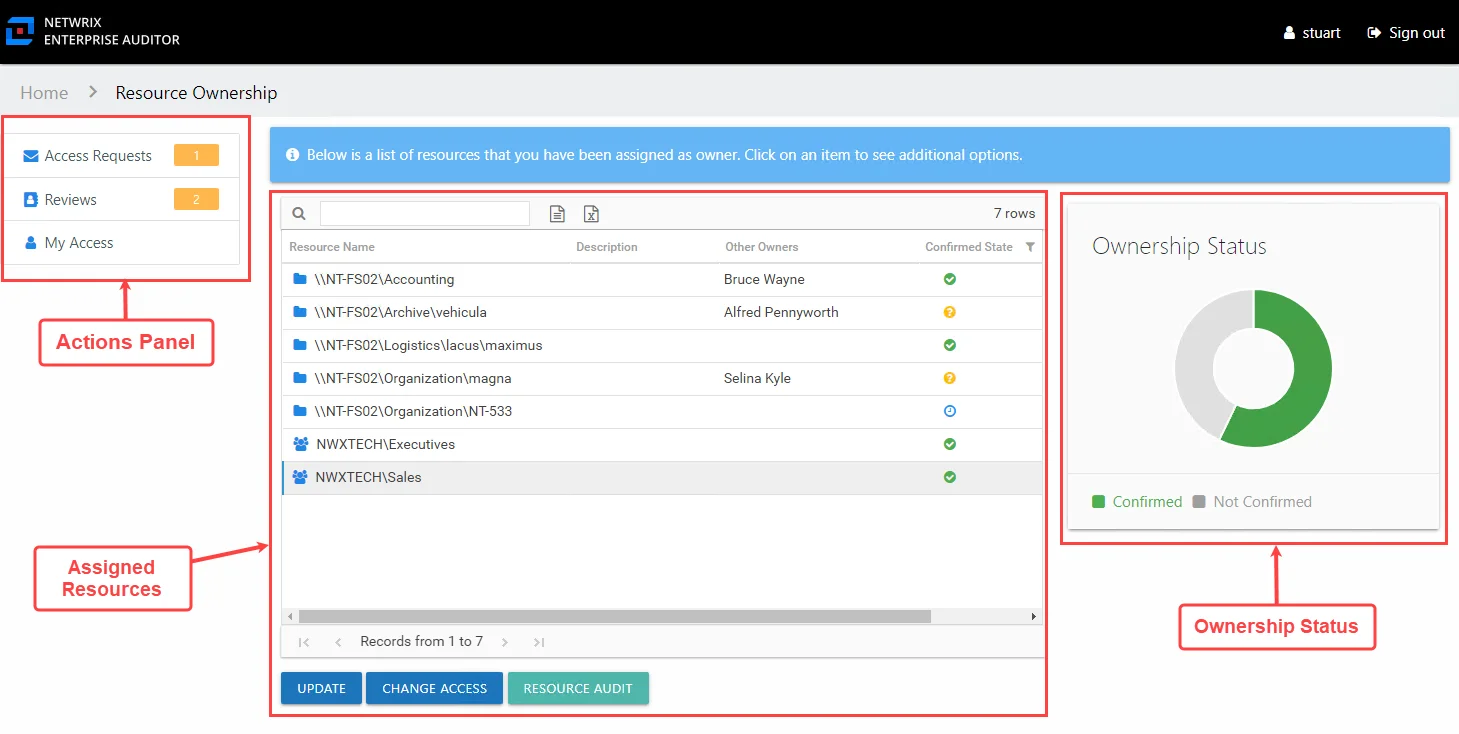 NETWRIX
ENTERPRISE AUDITOR
stuart
Sign out
Home
Resource Ownership
Access Requests 1
Reviews 2
My Access
Actions Panel
Below is a list of resources that you have been assigned as owner. Click on an item to see additional options.
7 rows
Resource Name Description Other Owners Confirmed State
\\NT-FS02\Accounting Bruce Wayne
\\NT-FS02\Archive\vehicula Alfred Pennyworth
\\NT-FS02\Logistics\lacus\maximus
\\NT-FS02\Organization\magna Selina Kyle
\\NT-FS02\Organization\NT-533
NWXTECH\Executives
NWXTECH\Sales
Records from 1 to 7
UPDATE CHANGE ACCESS RESOURCE AUDIT
Assigned
Resources
Ownership Status
Confirmed Not Confirmed
Ownership Status